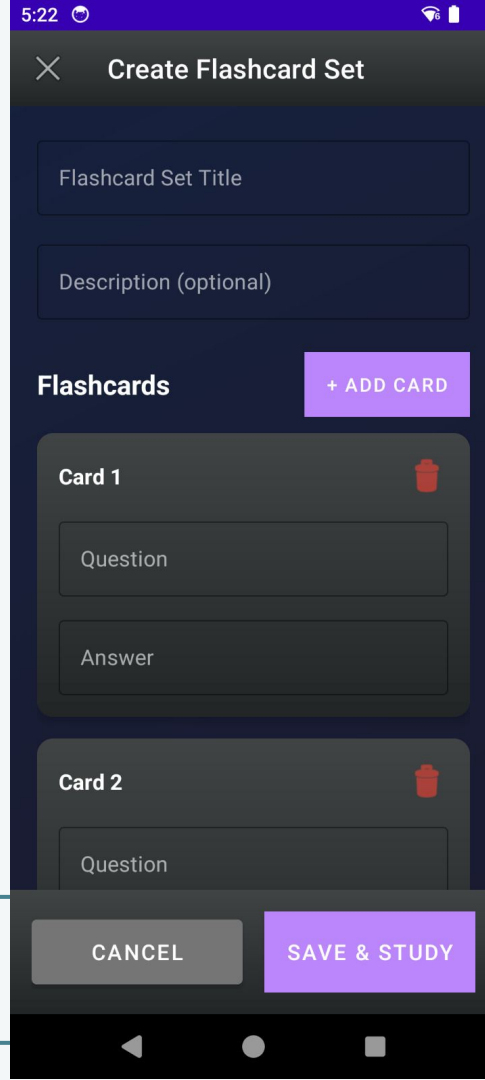 5:22
6
Create Flashcard Set
Flashcard Set Title
Description (optional)
Flashcards
+ ADD CARD
Card 1
Question
Answer
Card 2
Question
CANCEL
SAVE & STUDY